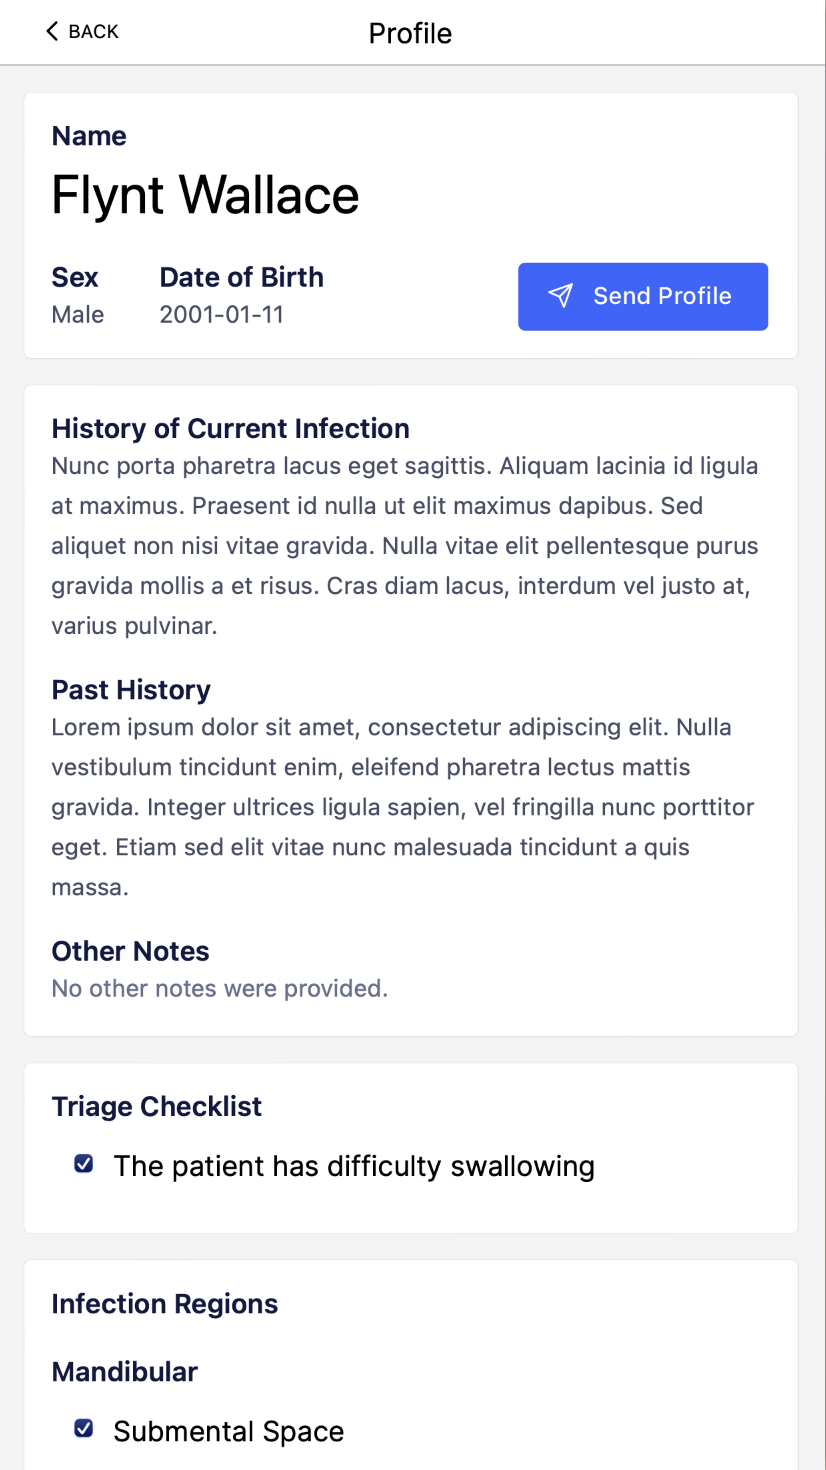 BACK
Profile
Name
Flynt Wallace
Sex
Date of Birth
Male
2001-01-11
Send Profile
History of Current Infection
Nunc porta pharetra lacus eget sagittis. Aliquam lacinia id ligula
at maximus. Praesent id nulla ut elit maximus dapibus. Sed
aliquet non nisi vitae gravida. Nulla vitae elit pellentesque purus
gravida mollis a et risus. Cras diam lacus, interdum vel justo at,
varius pulvinar.
Past History
Lorem ipsum dolor sit amet, consectetur adipiscing elit. Nulla
vestibulum tincidunt enim, eleifend pharetra lectus mattis
gravida. Integer ultrices ligula sapien, vel fringilla nunc porttitor
eget. Etiam sed elit vitae nunc malesuada tincidunt a quis
massa.
Other Notes
No other notes were provided.
Triage Checklist
The patient has difficulty swallowing
Infection Regions
Mandibular
Submental Space